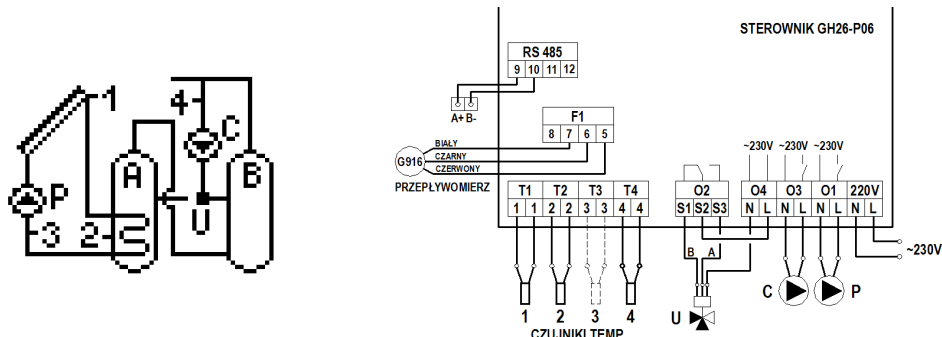 1
4
C
A
B
P
U
3
2
STEROWNIK GH26-P06
RS 485
9 10 11 12
A+ B-
F1
8 7 6 5
BIAŁY
CZARNY
CZERWONY
G916
PRZEPŁYWOMIERZ
~230V ~230V ~230V
T1 T2 T3 T4
1 1 2 2 3 3 4 4
O2 O4 O3 O1 220V
S1 S2 S3 N L N L N L N L
B A
~230V
C P
U
1 2 3 4
CZUJNIKI TEMP.